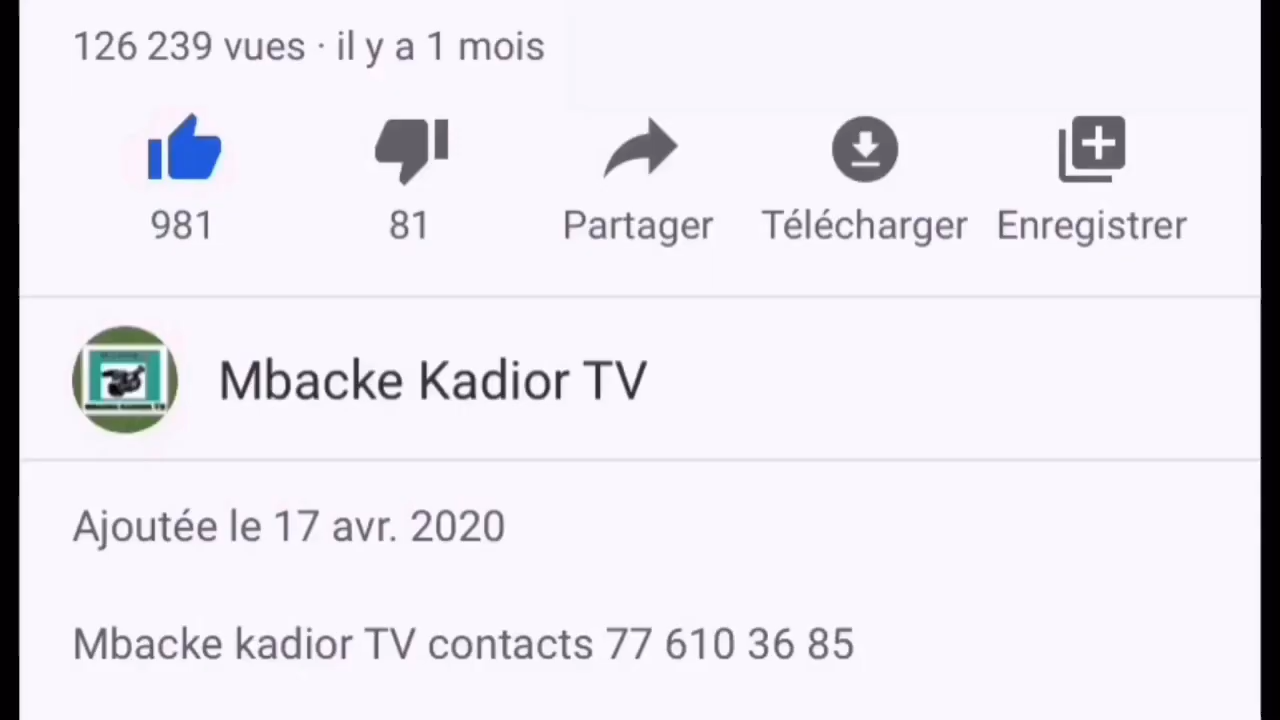 126 239 vues · il y a 1 mois
981 81 Partager Télécharger Enregistrer
Mbacke Kadior TV
Ajoutée le 17 avr. 2020
Mbacke kadior TV contacts 77 610 36 85